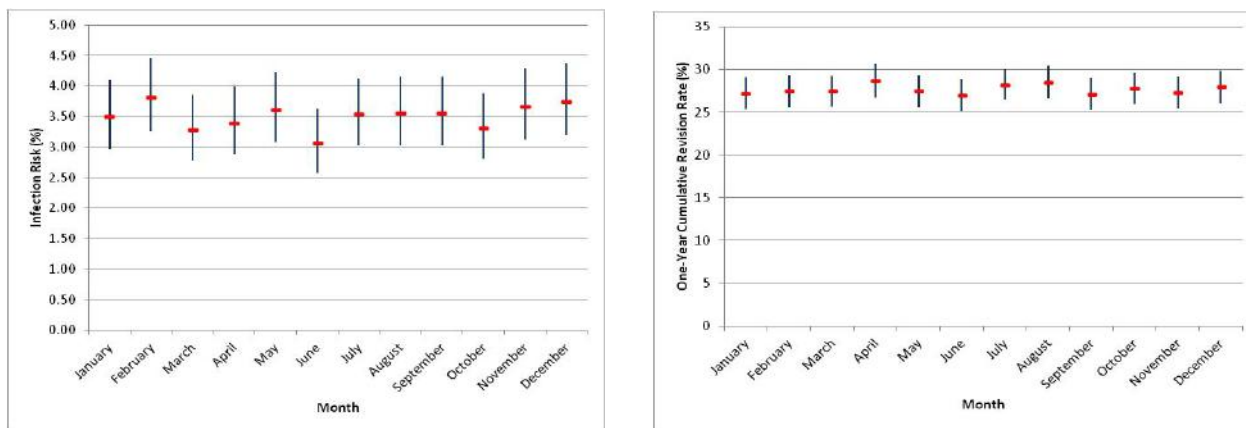 5.00
4.50
4.00
3.50
3.00
2.50
2.00
1.50
1.00
0.50
0.00
Infection Risk (%)
January
February
March
April
May
June
July
August
September
October
November
December
Month
35
30
25
20
15
10
5
0
One-Year Cumulative Revision Rate (%)
January
February
March
April
May
June
July
August
September
October
November
December
Month